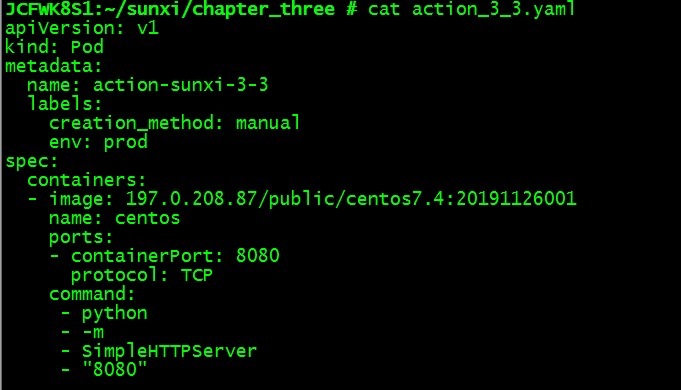 JCFWK8S1:~/sunxi/chapter_three # cat action_3_3.yaml
apiVersion: v1
kind: Pod
metadata:
  name: action-sunxi-3-3
  labels:
    creation_method: manual
    env: prod
spec:
  containers:
  - image: 197.0.208.87/public/centos7.4:20191126001
    name: centos
    ports:
    - containerPort: 8080
      protocol: TCP
    command:
     - python
     - -m
     - SimpleHTTPServer
     - "8080"